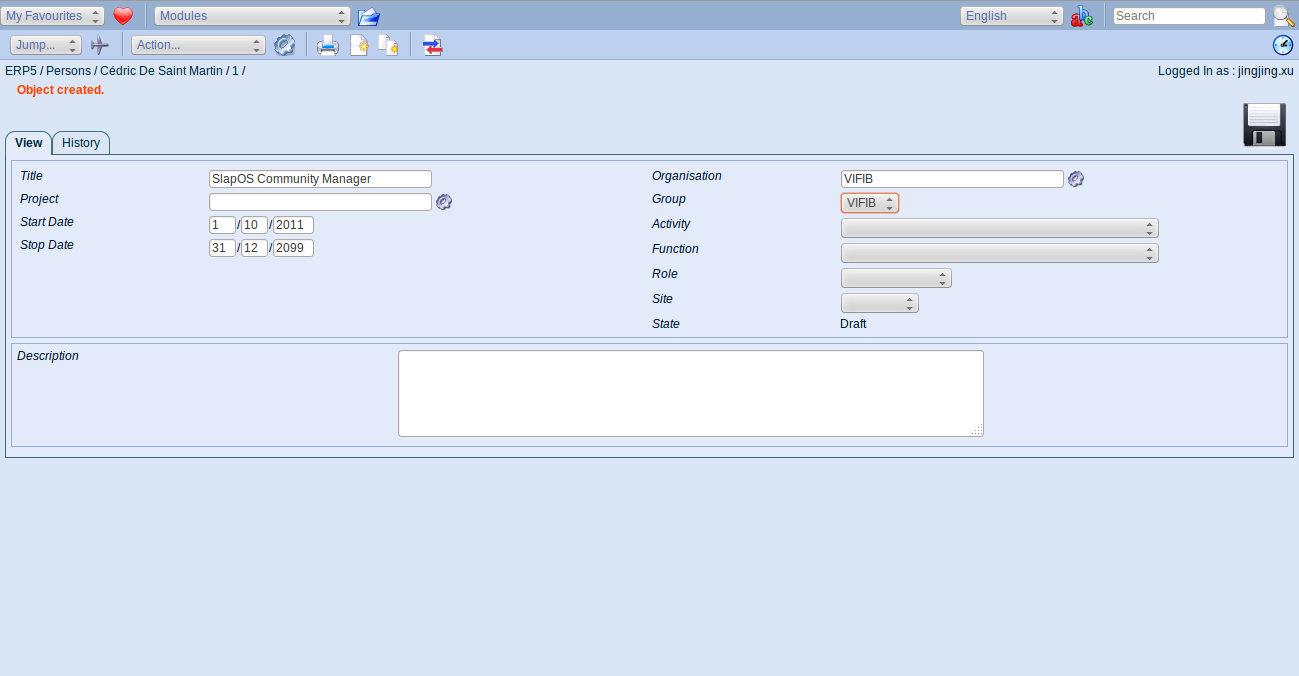 My Favourites Modules English abc Search
Jump... Action...
ERP5 / Persons / Cédric De Saint Martin / 1 / Logged In as : jingjing.xu
Object created.
View History
Title SlapOS Community Manager Organisation VIFIB
Project Group VIFIB
Start Date 1 / 10 / 2011 Activity
Stop Date 31 / 12 / 2099 Function
Role
Site
State Draft
Description